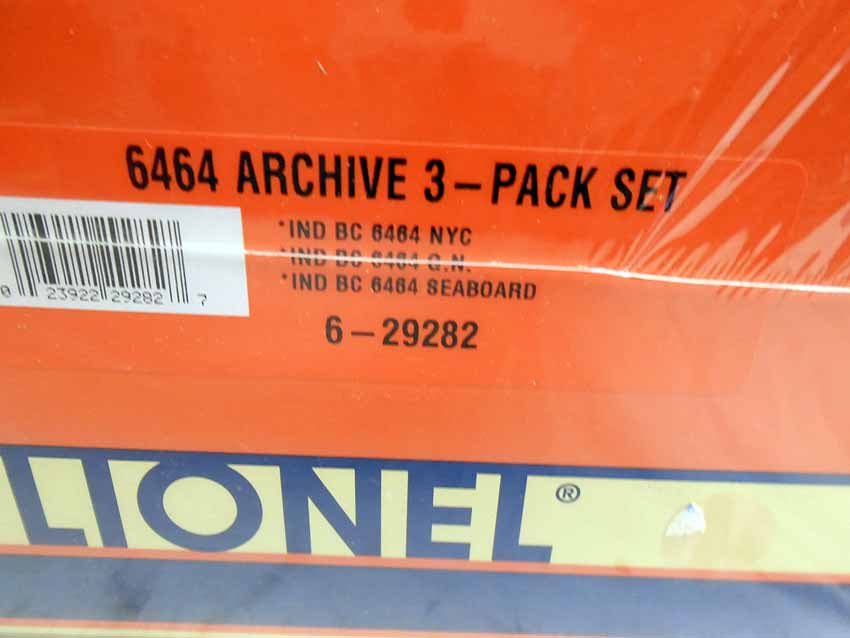 6464 ARCHIVE 3-PACK SET
*IND BC 6464 NYC
*IND BC 6464 G.N.
*IND BC 6464 SEABOARD
0 23922 29282 7
6-29282
LIONEL®